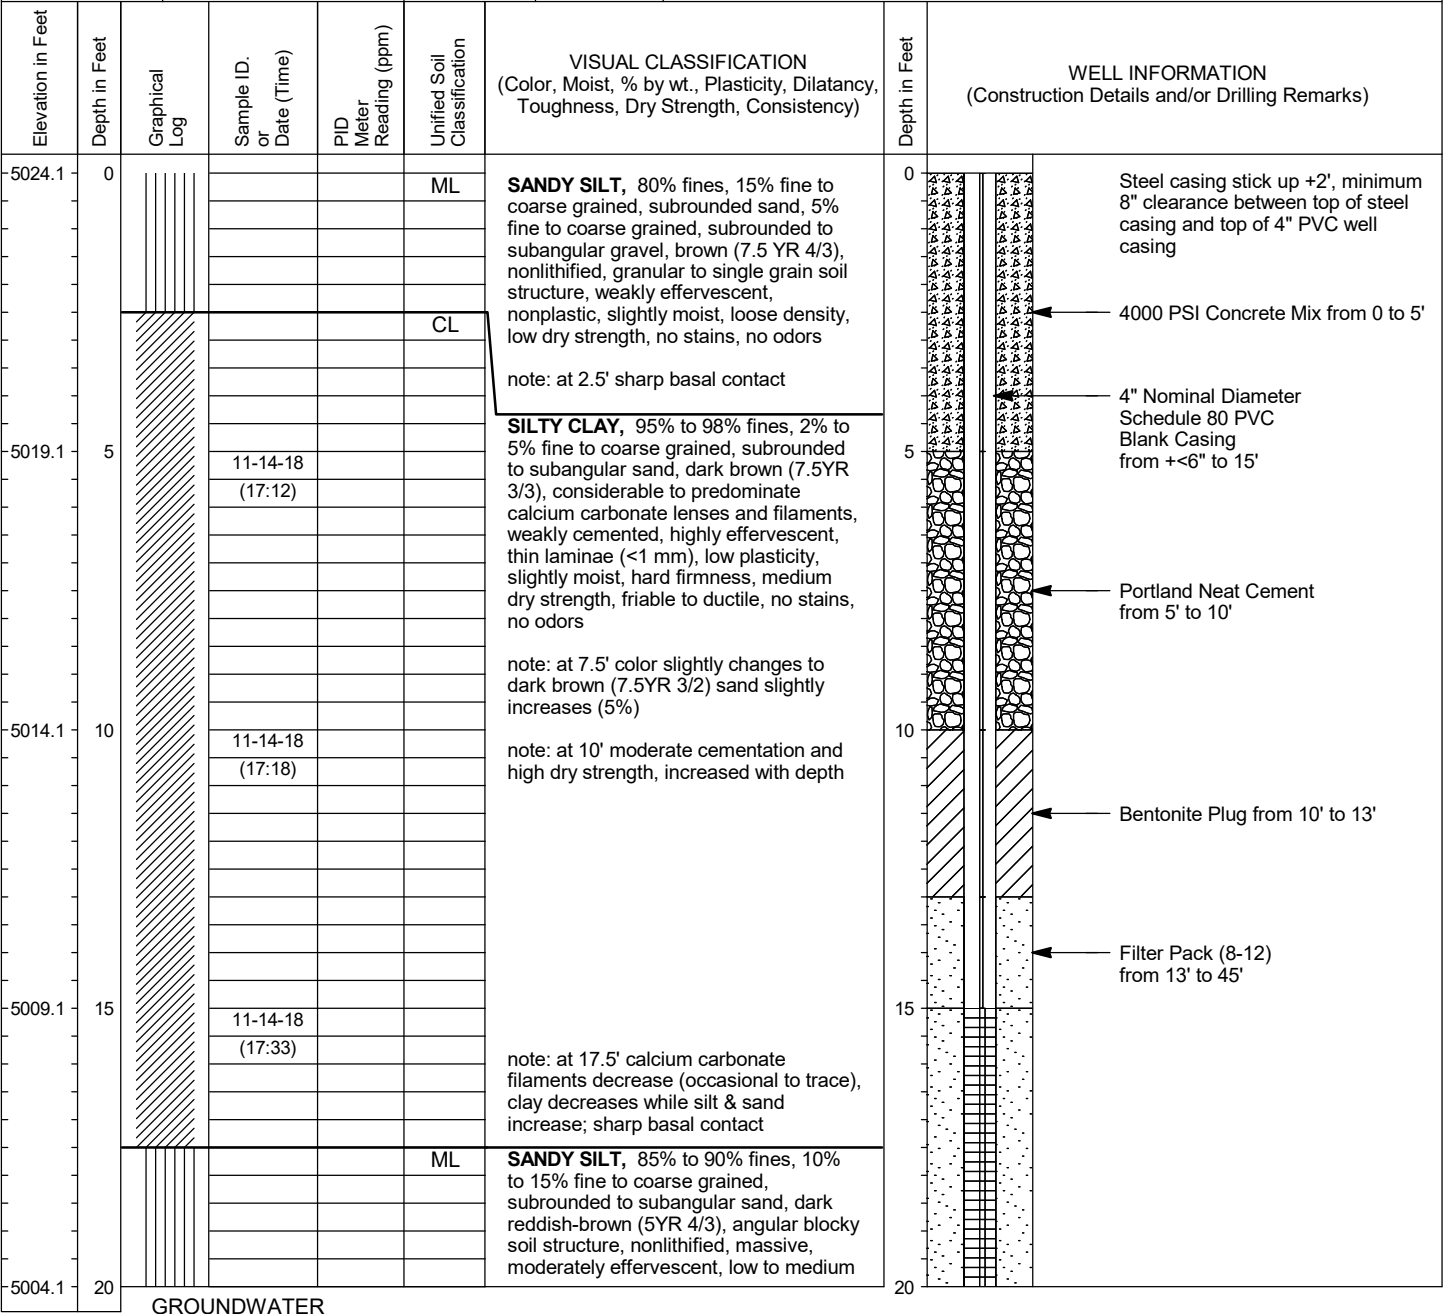 Elevation in Feet
Depth in Feet
Graphical
Log
Sample ID.
or
Date (Time)
PID
Meter
Reading (ppm)
Unified Soil
Classification
VISUAL CLASSIFICATION
(Color, Moist, % by wt., Plasticity, Dilatancy,
Toughness, Dry Strength, Consistency)
Depth in Feet
WELL INFORMATION
(Construction Details and/or Drilling Remarks)
5024.1
0
ML
SANDY SILT, 80% fines, 15% fine to
coarse grained, subrounded sand, 5%
fine to coarse grained, subrounded to
subangular gravel, brown (7.5 YR 4/3),
nonlithified, granular to single grain soil
structure, weakly effervescent,
nonplastic, slightly moist, loose density,
low dry strength, no stains, no odors
note: at 2.5' sharp basal contact
CL
SILTY CLAY, 95% to 98% fines, 2% to
5% fine to coarse grained, subrounded
to subangular sand, dark brown (7.5YR
3/3), considerable to predominate
calcium carbonate lenses and filaments,
weakly cemented, highly effervescent,
thin laminae (<1 mm), low plasticity,
slightly moist, hard firmness, medium
dry strength, friable to ductile, no stains,
no odors
5019.1
5
11-14-18
(17:12)
note: at 7.5' color slightly changes to
dark brown (7.5YR 3/2) sand slightly
increases (5%)
5014.1
10
11-14-18
(17:18)
note: at 10' moderate cementation and
high dry strength, increased with depth
5009.1
15
11-14-18
(17:33)
note: at 17.5' calcium carbonate
filaments decrease (occasional to trace),
clay decreases while silt & sand
increase; sharp basal contact
ML
SANDY SILT, 85% to 90% fines, 10%
to 15% fine to coarse grained,
subrounded to subangular sand, dark
reddish-brown (5YR 4/3), angular blocky
soil structure, nonlithified, massive,
moderately effervescent, low to medium
5004.1
20
0
Steel casing stick up +2', minimum
8" clearance between top of steel
casing and top of 4" PVC well
casing
4000 PSI Concrete Mix from 0 to 5'
4" Nominal Diameter
Schedule 80 PVC
Blank Casing
from +<6" to 15'
5
Portland Neat Cement
from 5' to 10'
10
Bentonite Plug from 10' to 13'
Filter Pack (8-12)
from 13' to 45'
15
20
GROUNDWATER